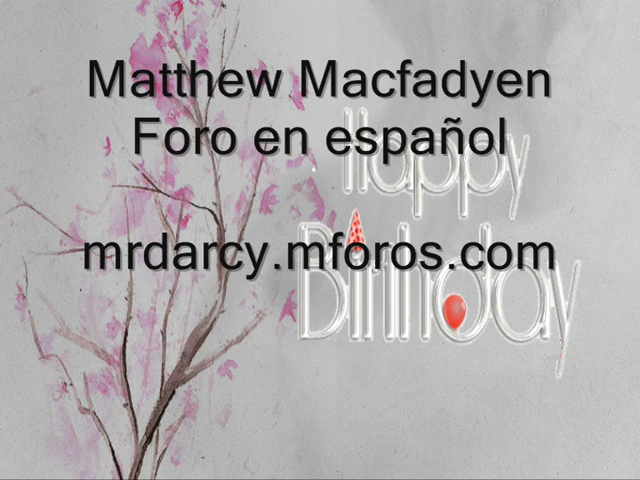 Matthew Macfadyen
Foro en español
Happy
mrdarcy.mforos.com
Birthday